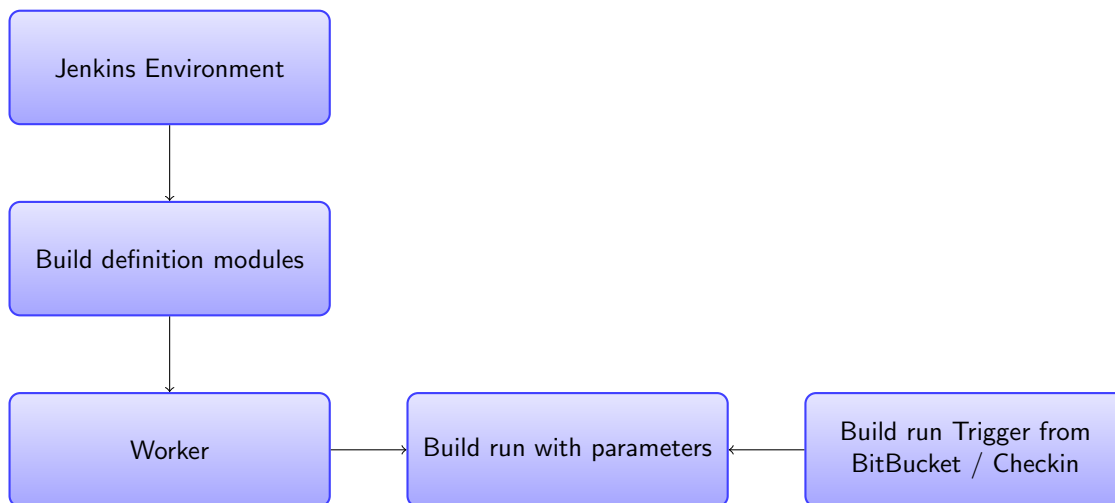 Jenkins Environment
Build definition modules
Worker
Build run with parameters
Build run Trigger from
BitBucket / Checkin